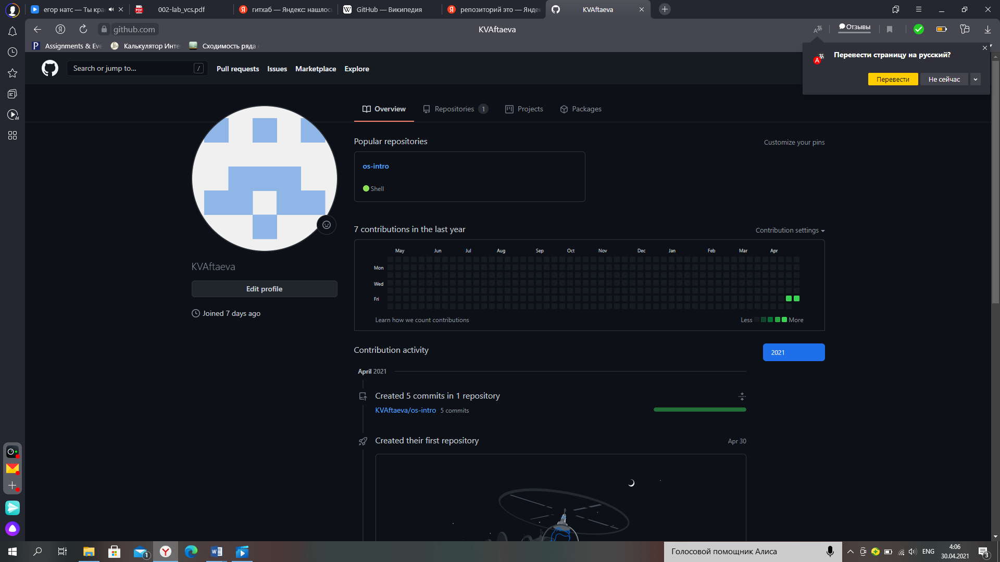 егор натс — Ты кра
002-lab_vcs.pdf
гитхаб — Яндекс: нашлось
GitHub — Википедия
репозиторий это — Яндек
KVAftaeva
github.com
KVAftaeva
Отзывы
Assignments & Eve
Калькулятор Инте
Сходимость ряда
Перевести страницу на русский?
Перевести
Не сейчас
Search or jump to...
/
Pull requests
Issues
Marketplace
Explore
Overview
Repositories 1
Projects
Packages
Popular repositories
Customize your pins
os-intro
Shell
7 contributions in the last year
Contribution settings
May Jun Jul Aug Sep Oct Nov Dec Jan Feb Mar Apr
Mon
Wed
Fri
Learn how we count contributions
Less
More
KVAftaeva
Edit profile
Joined 7 days ago
Contribution activity
2021
April 2021
Created 5 commits in 1 repository
KVAftaeva/os-intro 5 commits
Created their first repository
Apr 30
Голосовой помощник Алиса
ENG
4:06
30.04.2021
1
3